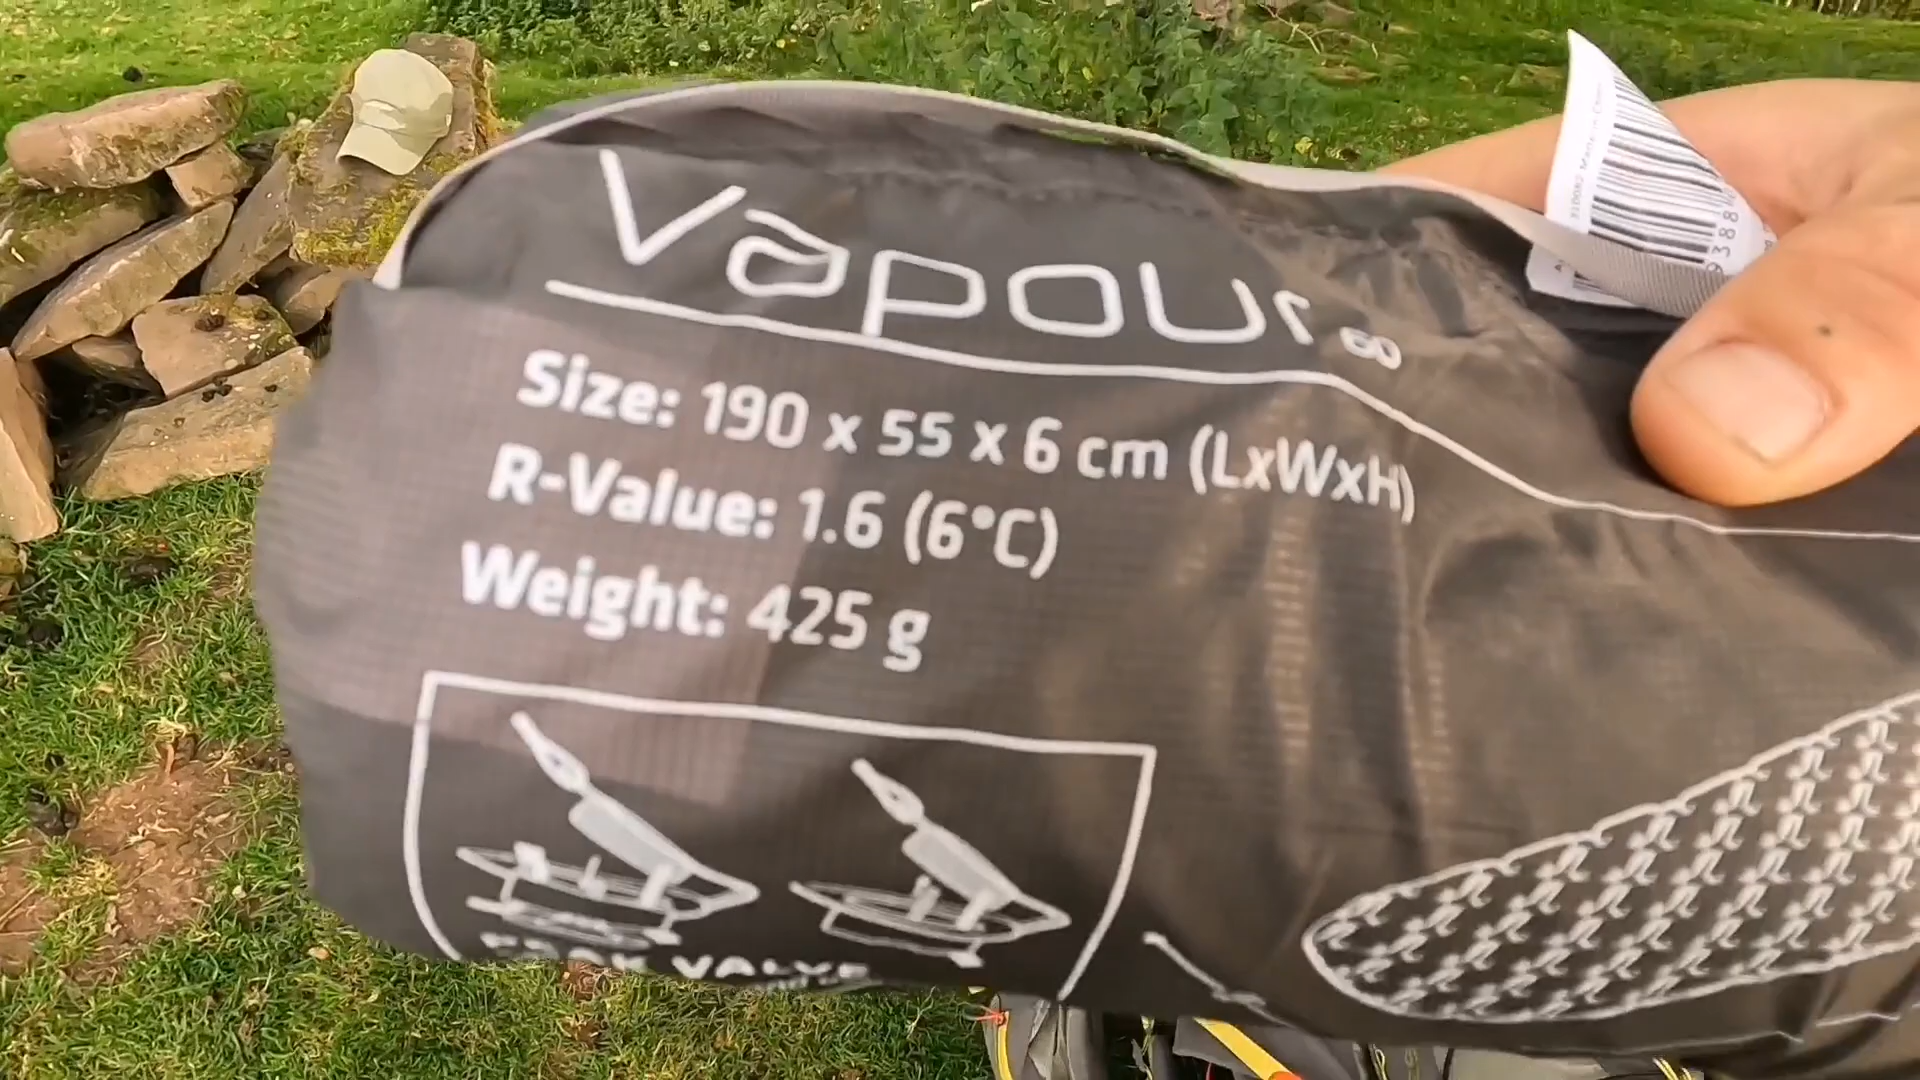 Vapour
Size: 190 x 55 x 6 cm (LxWxH)
R-Value: 1.6 (6°C)
Weight: 425 g